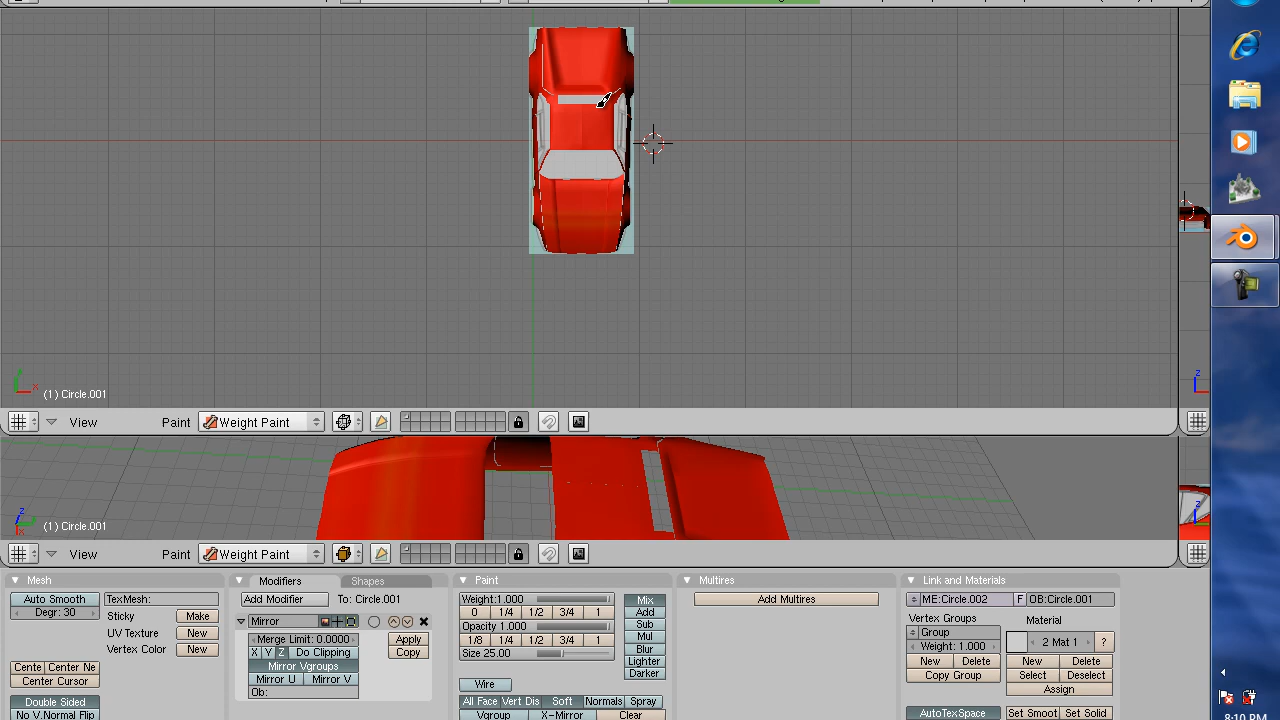 z
x
(1) Circle.001
View Paint Weight Paint
z
x
(1) Circle.001
z
View Paint Weight Paint
Mesh
Auto Smooth
Degr: 30
TexMesh:
Sticky Make
UV Texture New
Vertex Color New
Cente Center Ne
Center Cursor
Double Sided
No V.Normal Flip
Modifiers Shapes
Add Modifier To: Circle.001
Mirror
Merge Limit: 0.0000 Apply
X Y Z Do Clipping Copy
Mirror Vgroups
Mirror U Mirror V
Ob:
Paint
Weight:1.000
0 1/4 1/2 3/4 1
Opacity 1.000
1/8 1/4 1/2 3/4 1
Size 25.00
Mix
Add
Sub
Mul
Blur
Lighter
Darker
Wire
All Face Vert Dis Soft Normals Spray
Vgroup X-Mirror Clear
Multires
Add Multires
Link and Materials
ME:Circle.002 F OB:Circle.001
Vertex Groups
Group
Weight: 1.000
New Delete
Copy Group
Material
2 Mat 1 ?
New Delete
Select Deselect
Assign
AutoTexSpace Set Smoot Set Solid
8:10 PM